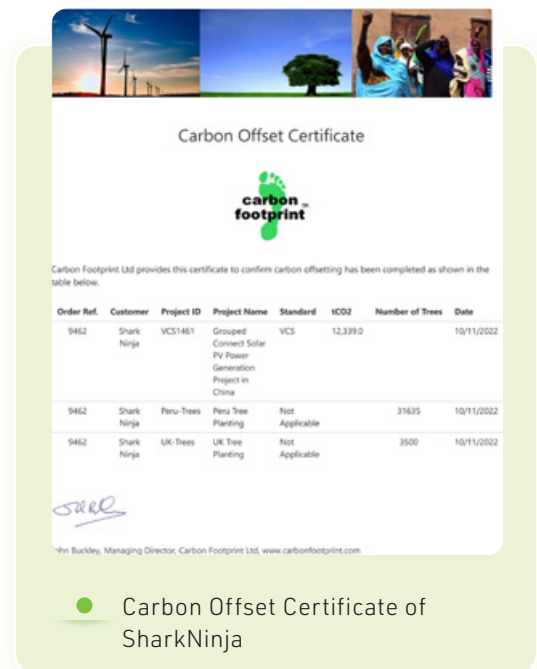 Carbon Offset Certificate
carbon
footprint
TM
Carbon Footprint Ltd provides this certificate to confirm carbon offsetting has been completed as shown in the
table below.
Order Ref. Customer Project ID Project Name Standard tCO2 Number of Trees Date
9462 Shark VCS1461 Grouped VCS 12,339.0 10/11/2022
Ninja Connect Solar
PV Power
Generation
Project in
China
9462 Shark Peru-Trees Peru Tree Not 31635 10/11/2022
Ninja Planting Applicable
9462 Shark UK-Trees UK Tree Not 3500 10/11/2022
Ninja Planting Applicable
John Buckley, Managing Director, Carbon Footprint Ltd, www.carbonfootprint.com
Carbon Offset Certificate of
SharkNinja